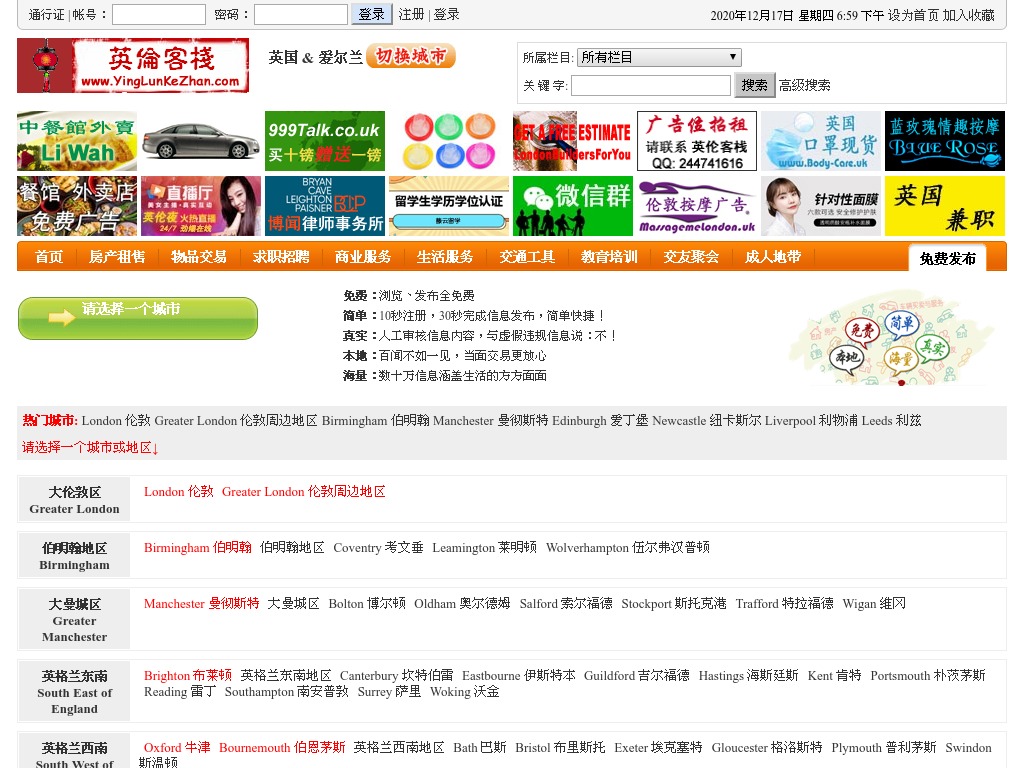 通行证 | 帐号： 密码： 登录 注册 | 登录
2020年12月17日 星期四 6:59 下午 设为首页 加入收藏
英倫客棧
www.YingLunKeZhan.com
英国 & 爱尔兰 切换城市
所属栏目: 所有栏目
关 键 字: 搜索 高级搜索
中餐館外賣
Li Wah
999Talk.co.uk
买十镑赠送一镑
GET A FREE ESTIMATE
LondonBuildersForYou
广告位招租
请联系 英伦客栈
QQ: 244741616
英国
口罩现货
www.Body-Care.uk
蓝玫瑰情趣按摩
BLUE ROSE
餐馆 外卖店
免费广告
直播厅
美女主播·真实互动
英伦夜 火热直播
24/7 劲爆在线
BRYAN
CAVE
LEIGHTON
PAISNER BCLP
博闻律师事务所
留学生学历学位认证
藤云留学
微信群
伦敦按摩广告。
MassagemeLondon.uk
针对性面膜
英国
兼职
首页 房产租售 物品交易 求职招聘 商业服务 生活服务 交通工具 教育培训 交友聚会 成人地带 免费发布
请选择一个城市
免费：浏览、发布全免费
简单：10秒注册，30秒完成信息发布，简单快捷！
真实：人工审核信息内容，与虚假违规信息说：不！
本地：百闻不如一见，当面交易更放心
海量：数十万信息涵盖生活的方方面面
免费 简单 真实 本地 海量
热门城市: London 伦敦 Greater London 伦敦周边地区 Birmingham 伯明翰 Manchester 曼彻斯特 Edinburgh 爱丁堡 Newcastle 纽卡斯尔 Liverpool 利物浦 Leeds 利兹
请选择一个城市或地区↓
大伦敦区
Greater London
London 伦敦 Greater London 伦敦周边地区
伯明翰地区
Birmingham
Birmingham 伯明翰 伯明翰地区 Coventry 考文垂 Leamington 莱明顿 Wolverhampton 伍尔弗汉普顿
大曼城区
Greater
Manchester
Manchester 曼彻斯特 大曼城区 Bolton 博尔顿 Oldham 奥尔德姆 Salford 索尔福德 Stockport 斯托克港 Trafford 特拉福德 Wigan 维冈
英格兰东南
South East of
England
Brighton 布莱顿 英格兰东南地区 Canterbury 坎特伯雷 Eastbourne 伊斯特本 Guildford 吉尔福德 Hastings 海斯廷斯 Kent 肯特 Portsmouth 朴茨茅斯
Reading 雷丁 Southampton 南安普敦 Surrey 萨里 Woking 沃金
英格兰西南
South West of
Oxford 牛津 Bournemouth 伯恩茅斯 英格兰西南地区 Bath 巴斯 Bristol 布里斯托 Exeter 埃克塞特 Gloucester 格洛斯特 Plymouth 普利茅斯 Swindon
斯温顿